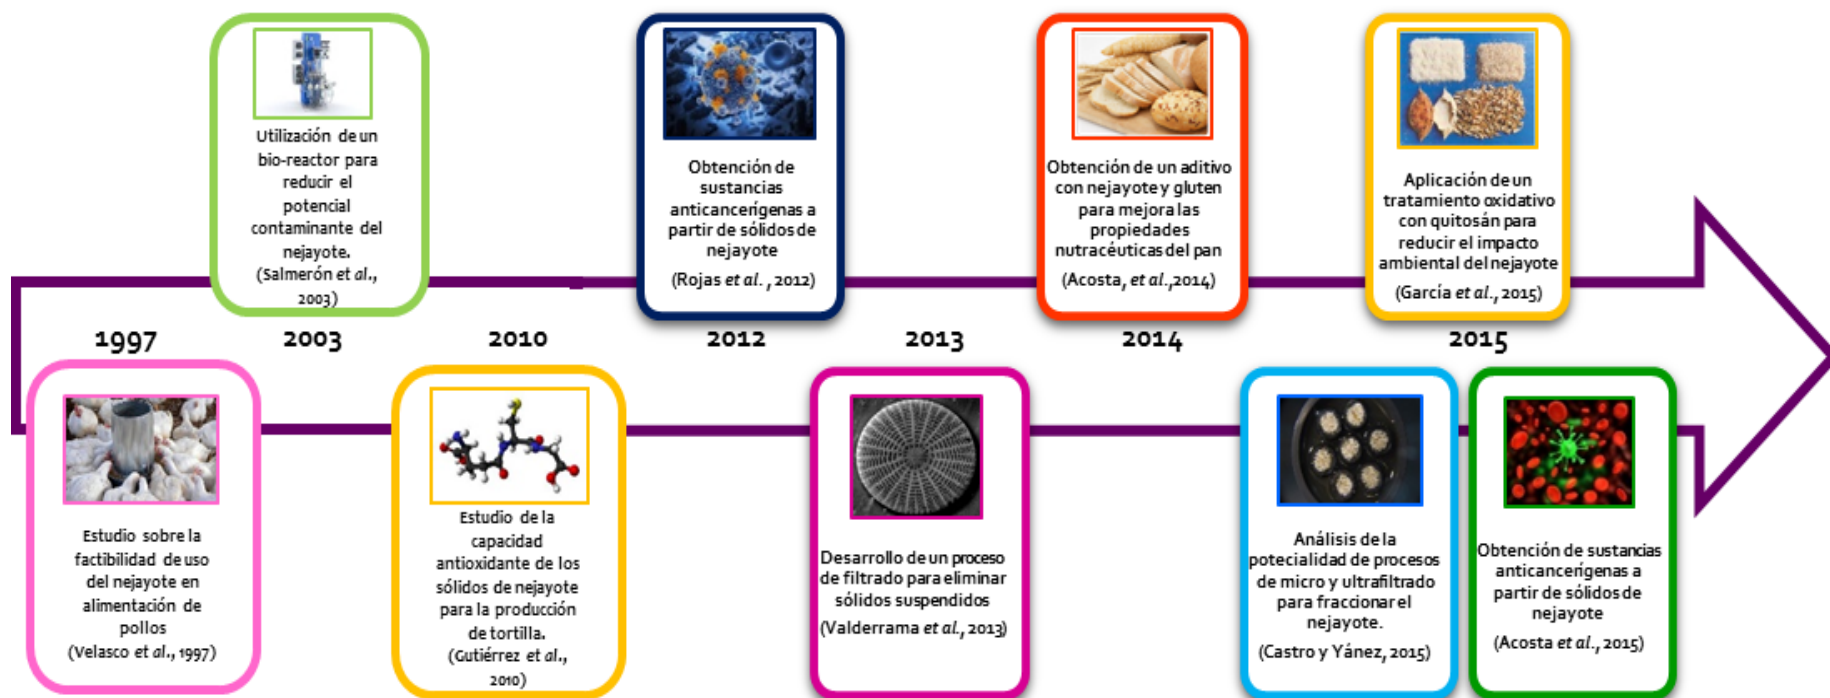 Utilización de un
bio-reactor para
reducir el
potencial
contaminante del
nejayote.
(Salmerón et al.,
2003)
Obtención de
sustancias
anticancerígenas a
partir de sólidos de
nejayote
(Rojas et al. , 2012)
Obtención de un aditivo
con nejayote y gluten
para mejora las
propiedades
nutracéuticas del pan
(Acosta, et al.,2014)
Aplicación de un
tratamiento oxidativo
con quitosán para
reducir el impacto
ambiental del nejayote
(García et al., 2015)
1997 2003 2010 2012 2013 2014 2015
Estudio sobre la
factibilidad de uso
del nejayote en
alimentación de
pollos
(Velasco et al., 1997)
Estudio de la
capacidad
antioxidante de los
sólidos de nejayote
para la producción
de tortilla.
(Gutiérrez et al.,
2010)
Desarrollo de un proceso
de filtrado para eliminar
sólidos suspendidos
(Valderrama et al., 2013)
Análisis de la
potecialidad de procesos
de micro y ultrafiltrado
para fraccionar el
nejayote.
(Castro y Yánez, 2015)
Obtención de sustancias
anticancerígenas a
partir de sólidos de
nejayote
(Acosta et al., 2015)